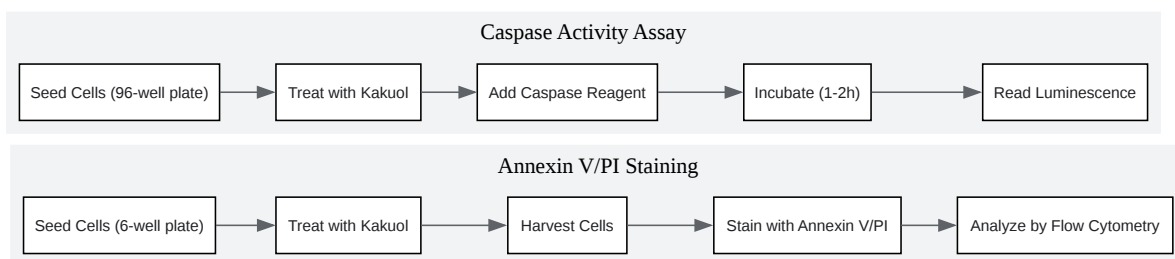 Caspase Activity Assay
Seed Cells (96-well plate)
Treat with Kakuol
Add Caspase Reagent
Incubate (1-2h)
Read Luminescence
Annexin V/PI Staining
Seed Cells (6-well plate)
Treat with Kakuol
Harvest Cells
Stain with Annexin V/PI
Analyze by Flow Cytometry